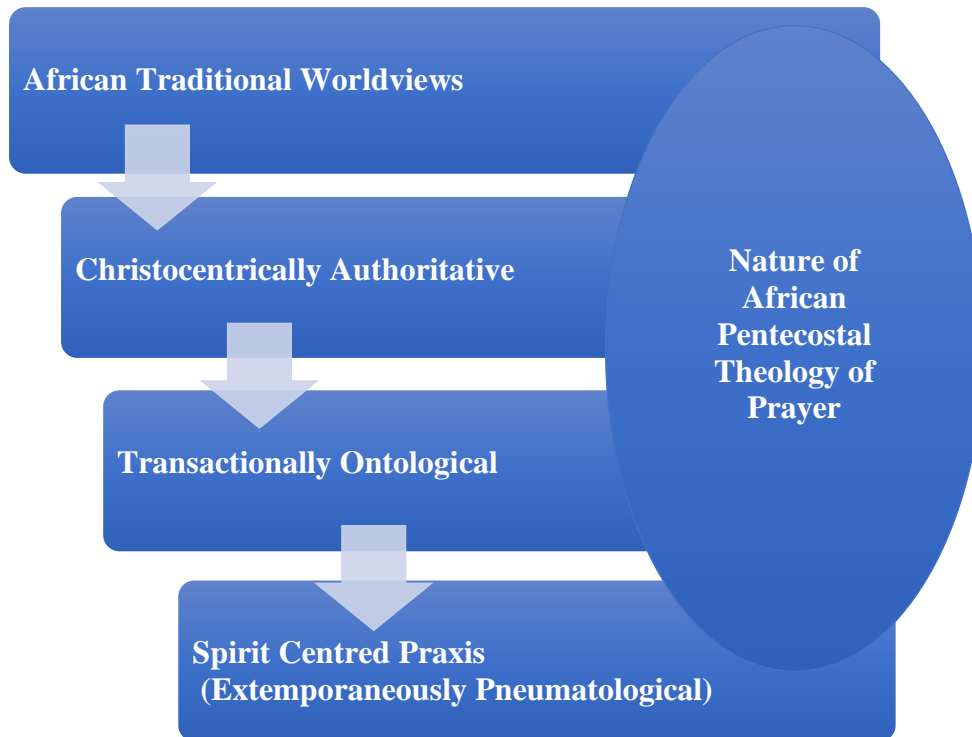 African Traditional Worldviews
Christocentrically Authoritative
Transactionally Ontological
Spirit Centred Praxis
(Extemporaneously Pneumatological)
Nature of
African
Pentecostal
Theology of
Prayer